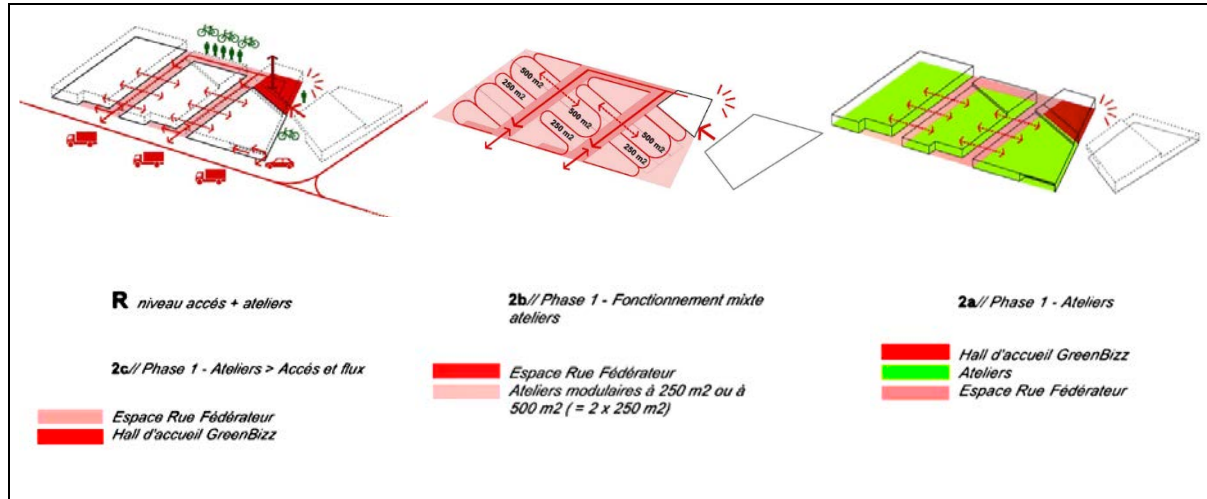 500 m2
250 m2
500 m2
250 m2
500 m2
250 m2
R niveau accés + ateliers
2c// Phase 1 - Ateliers > Accés et flux
Espace Rue Fédérateur
Hall d'accueil GreenBizz
2b// Phase 1 - Fonctionnement mixte
ateliers
Espace Rue Fédérateur
Ateliers modulaires à 250 m2 ou à
500 m2 ( = 2 x 250 m2)
2a// Phase 1 - Ateliers
Hall d'accueil GreenBizz
Ateliers
Espace Rue Fédérateur